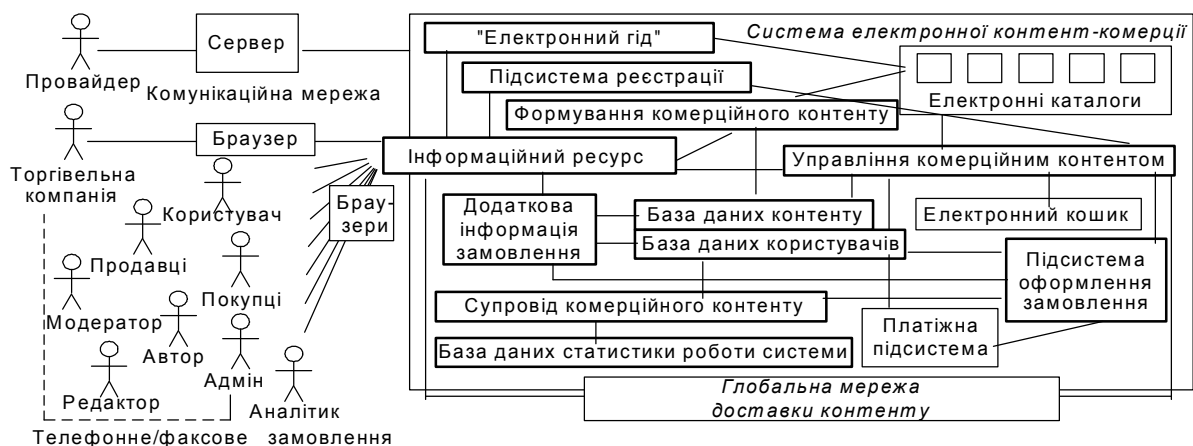 Сервер
Провайдер
Комунікаційна мережа
Браузер
Торгівельна
компанія
Користувач
Брау-
зери
Продавці
Покупці
Модератор
Автор
Адмін
Редактор
Аналітик
Телефонне/факсове замовлення
"Електронний гід"
Система електронної контент-комерції
Підсистема реєстрації
Електронні каталоги
Формування комерційного контенту
Інформаційний ресурс
Управління комерційним контентом
Додаткова
інформація
замовлення
База даних контенту
Електронний кошик
База даних користувачів
Підсистема
оформлення
замовлення
Супровід комерційного контенту
Платіжна
підсистема
База даних статистики роботи системи
Глобальна мережа
доставки контенту